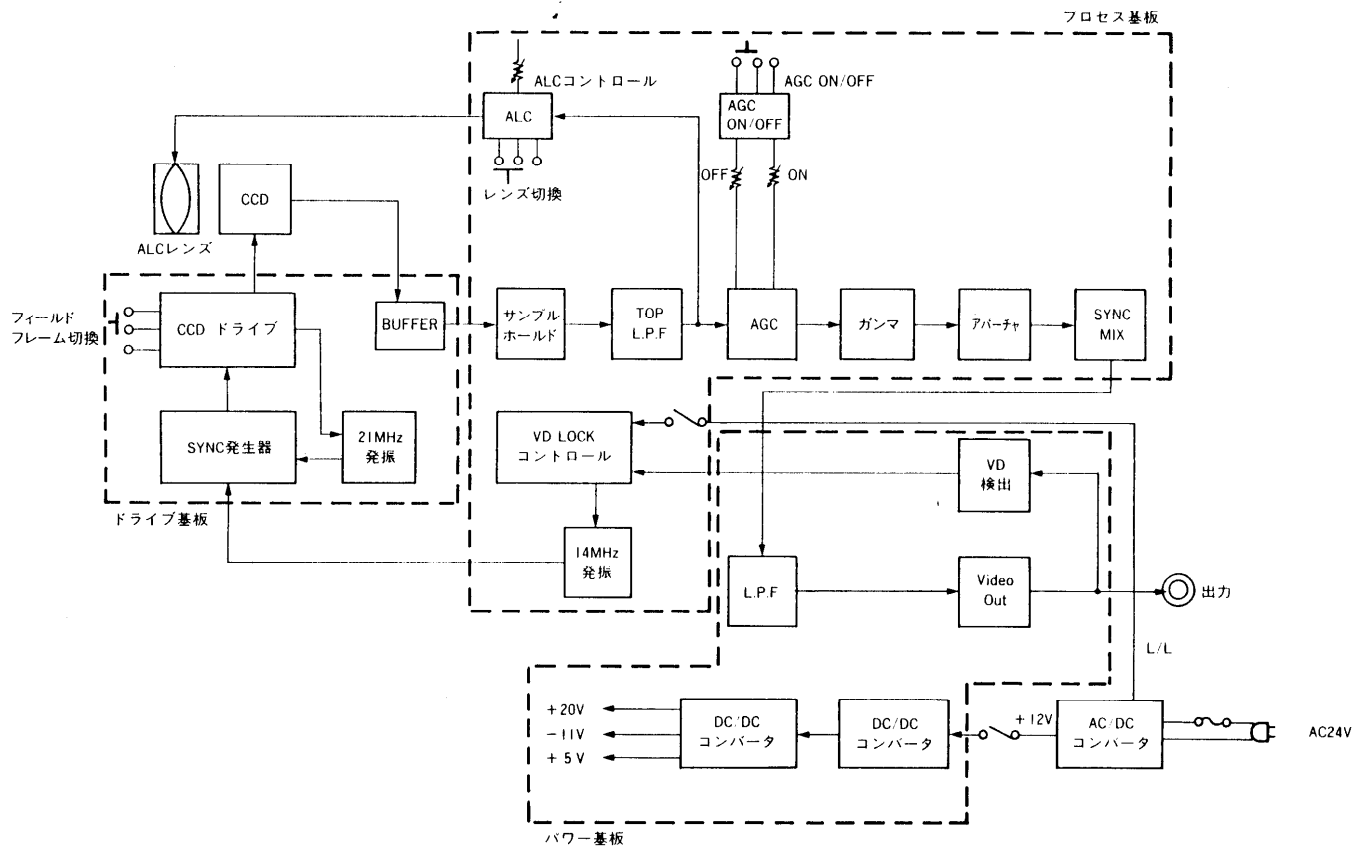 プロセス基板
ALCコントロール
AGC ON/OFF
ALC
AGC
ON/OFF
OFF
ON
レンズ切換
CCD
ALCレンズ
フィールド
フレーム切換
CCD ドライブ
BUFFER
サンプル
ホールド
TOP
L.P.F
AGC
ガンマ
アパーチャ
SYNC
MIX
SYNC発生器
21MHz
発振
VD LOCK
コントロール
VD
検出
ドライブ基板
14MHz
発振
L.P.F
Video
Out
出力
L/L
+20V
-11V
+5V
DC/DC
コンバータ
DC/DC
コンバータ
+12V
AC/DC
コンバータ
AC24V
パワー基板